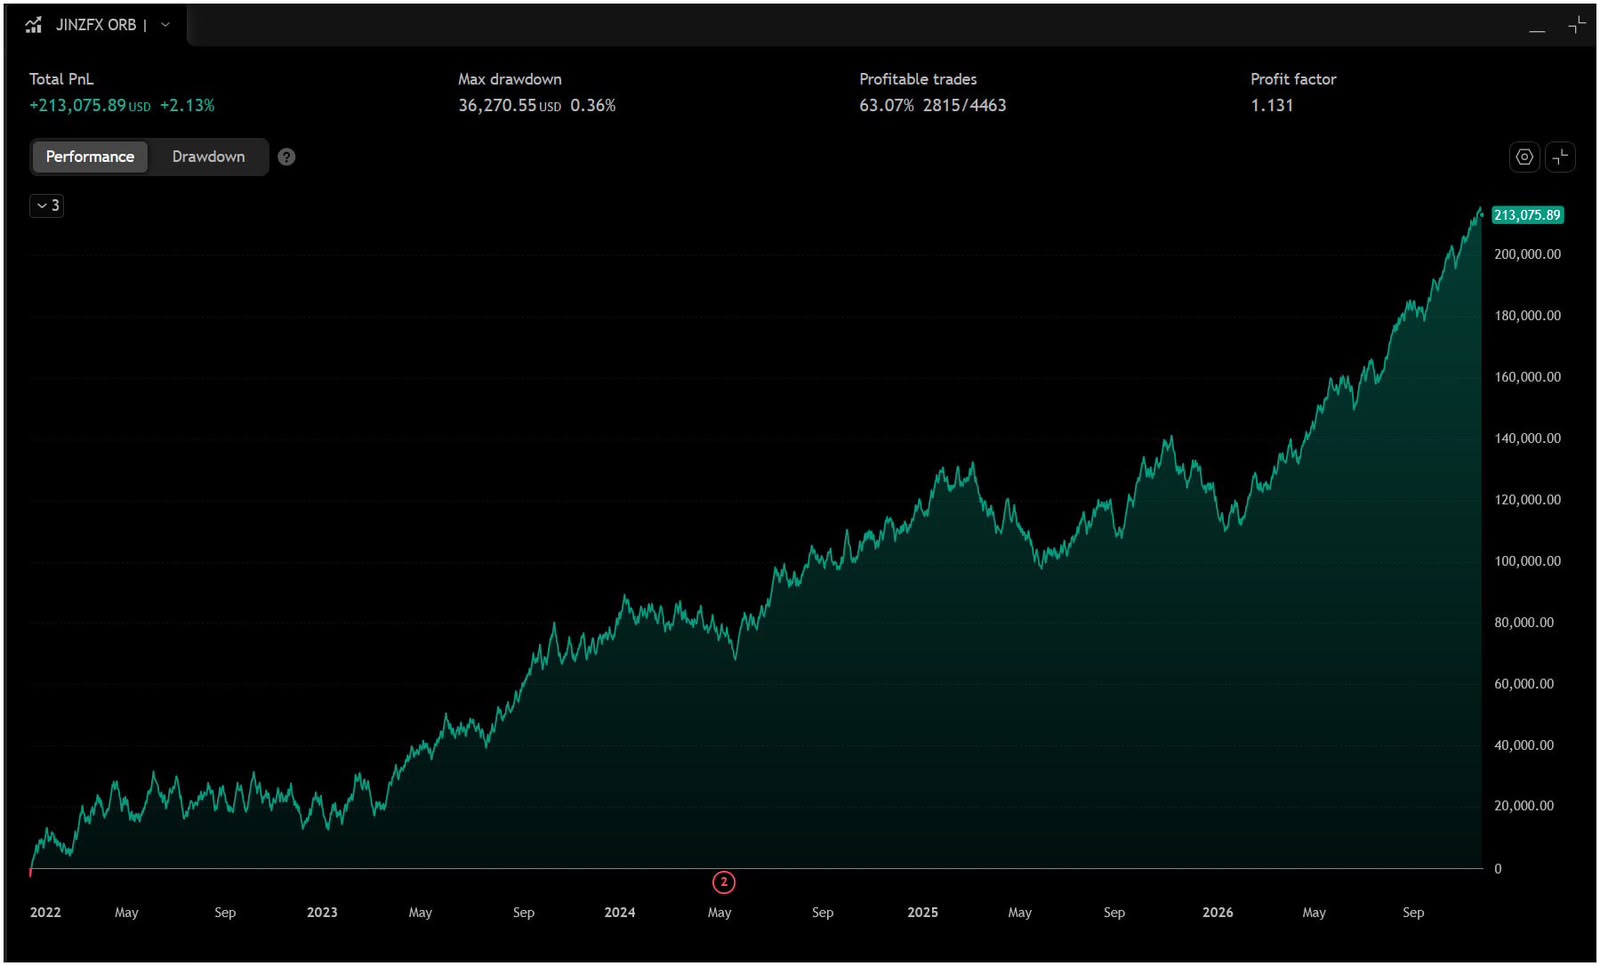 JINZFX ORB |
Total PnL Max drawdown Profitable trades Profit factor
+213,075.89 USD +2.13% 36,270.55 USD 0.36% 63.07% 2815/4463 1.131
Performance Drawdown ?
3
213,075.89
200,000.00
180,000.00
160,000.00
140,000.00
120,000.00
100,000.00
80,000.00
60,000.00
40,000.00
20,000.00
0
2
2022 May Sep 2023 May Sep 2024 May Sep 2025 May Sep 2026 May Sep